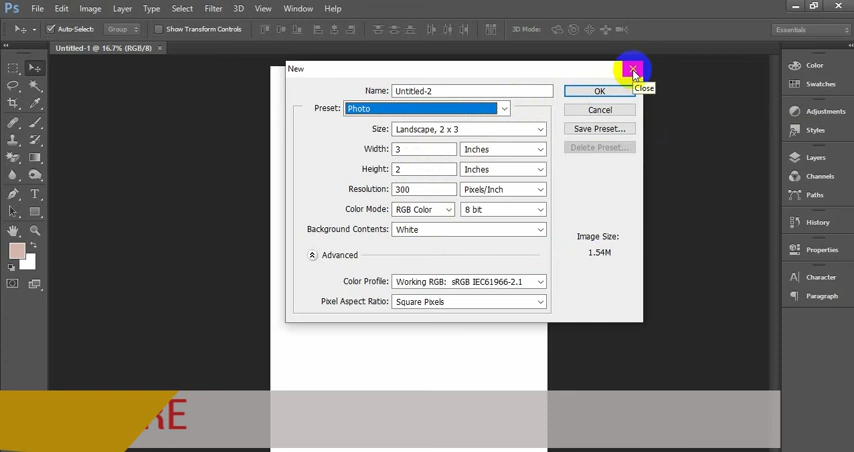 Ps File Edit Image Layer Type Select Filter 3D View Window Help
Auto-Select: Group Show Transform Controls 3D Mode: Essentials
Untitled-1 @ 16.7% (RGB/8) ×
New
Close
Name: Untitled-2 OK
Preset: Photo Cancel
Size: Landscape, 2 x 3 Save Preset...
Width: 3 Inches Delete Preset...
Height: 2 Inches
Resolution: 300 Pixels/Inch
Color Mode: RGB Color 8 bit
Background Contents: White
Image Size:
1.54M
Advanced
Color Profile: Working RGB: sRGB IEC61966-2.1
Pixel Aspect Ratio: Square Pixels
Color
Swatches
Adjustments
Styles
Layers
Channels
Paths
History
Properties
Character
Paragraph